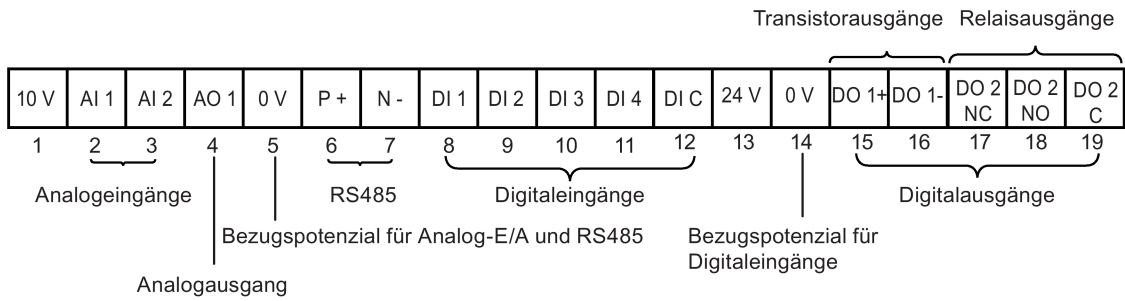 Transistorausgänge Relaisausgänge
10 V AI 1 AI 2 AO 1 0 V P + N - DI 1 DI 2 DI 3 DI 4 DI C 24 V 0 V DO 1+ DO 1- DO 2 NC DO 2 NO DO 2 C
1 2 3 4 5 6 7 8 9 10 11 12 13 14 15 16 17 18 19
Analogeingänge RS485 Digitaleingänge Digitalausgänge
Bezugspotenzial für Analog-E/A und RS485 Bezugspotenzial für
Digitaleingänge
Analogausgang